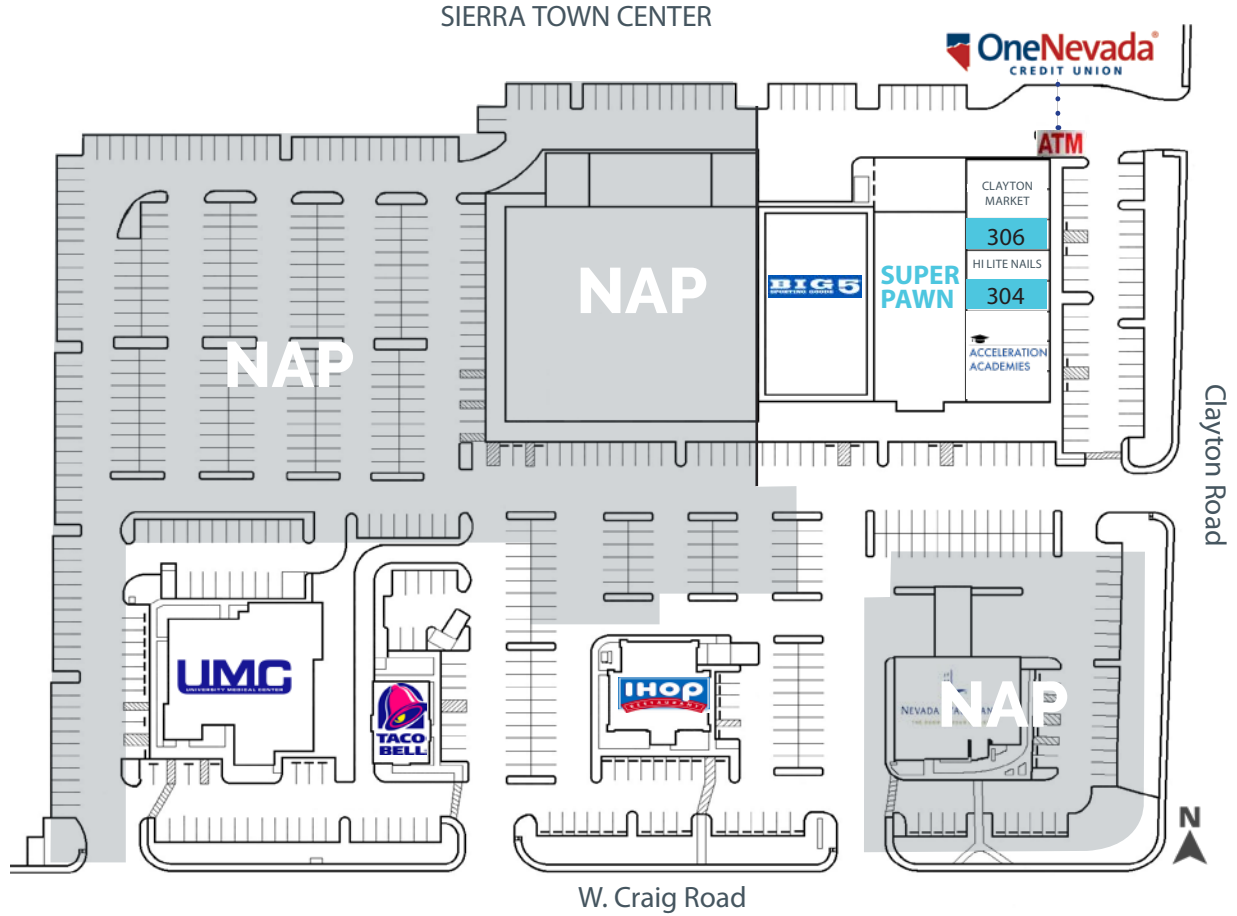 SIERRA TOWN CENTER
OneNevada®
CREDIT UNION
ATM
CLAYTON
MARKET
306
HI LITE NAILS
304
ACCELERATION
ACADEMIES
SUPER
PAWN
BIG 5
SPORTING GOODS
NAP
NAP
Clayton Road
UMC
UNIVERSITY MEDICAL CENTER
TACO
BELL
IHOP
RESTAURANT
NEVADA
NAP
N
W. Craig Road